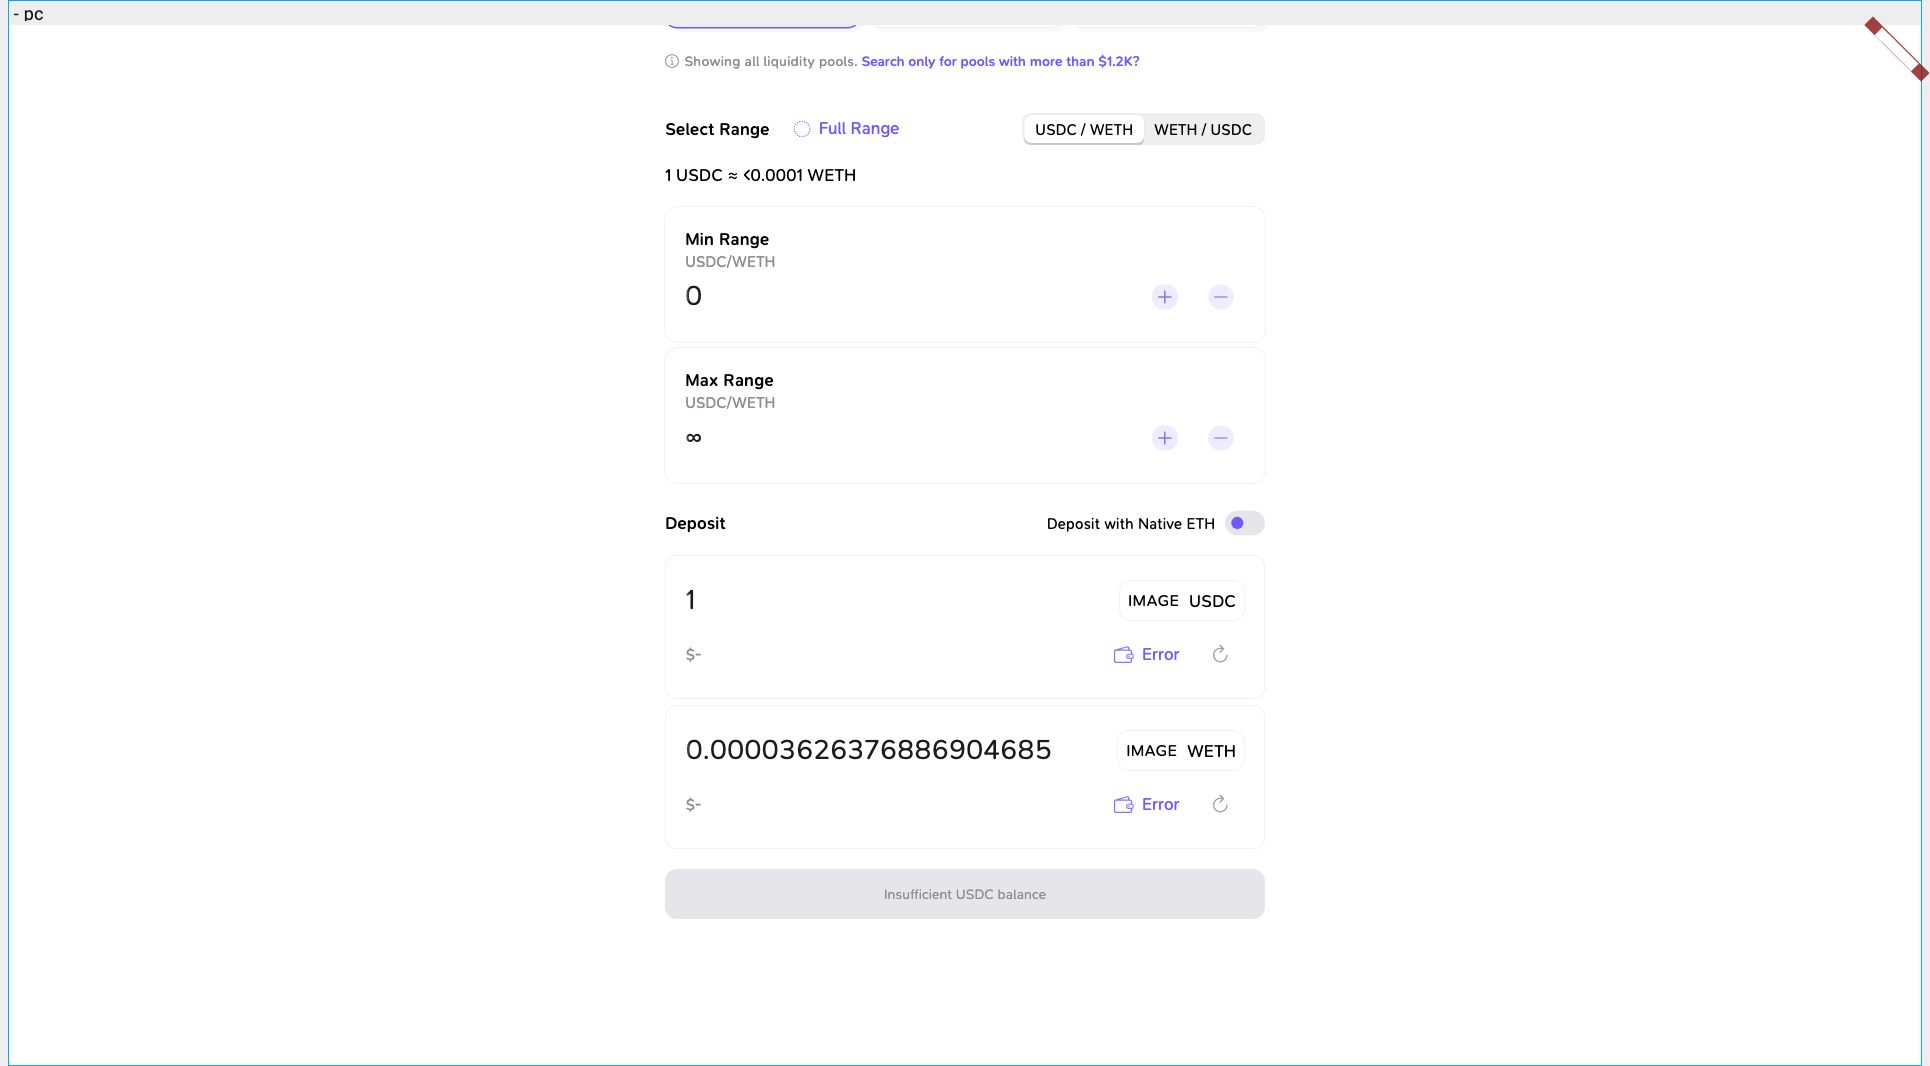 - pc
Showing all liquidity pools. Search only for pools with more than $1.2K?
Select Range Full Range USDC / WETH WETH / USDC
1 USDC ≈ <0.0001 WETH
Min Range
USDC/WETH
0
Max Range
USDC/WETH
∞
Deposit Deposit with Native ETH
1 IMAGE USDC
$- Error
0.00003626376886904685 IMAGE WETH
$- Error
Insufficient USDC balance